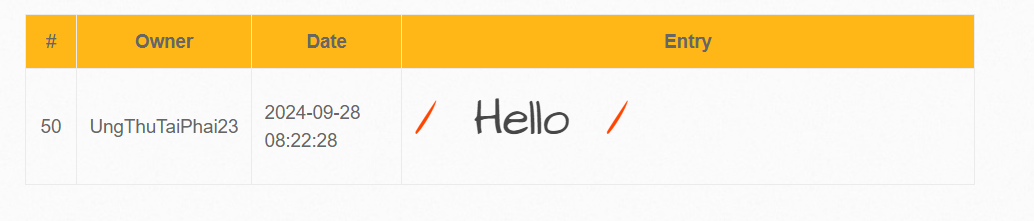 # Owner Date Entry
50 UngThuTaiPhai23 2024-09-28 08:22:28 / Hello /